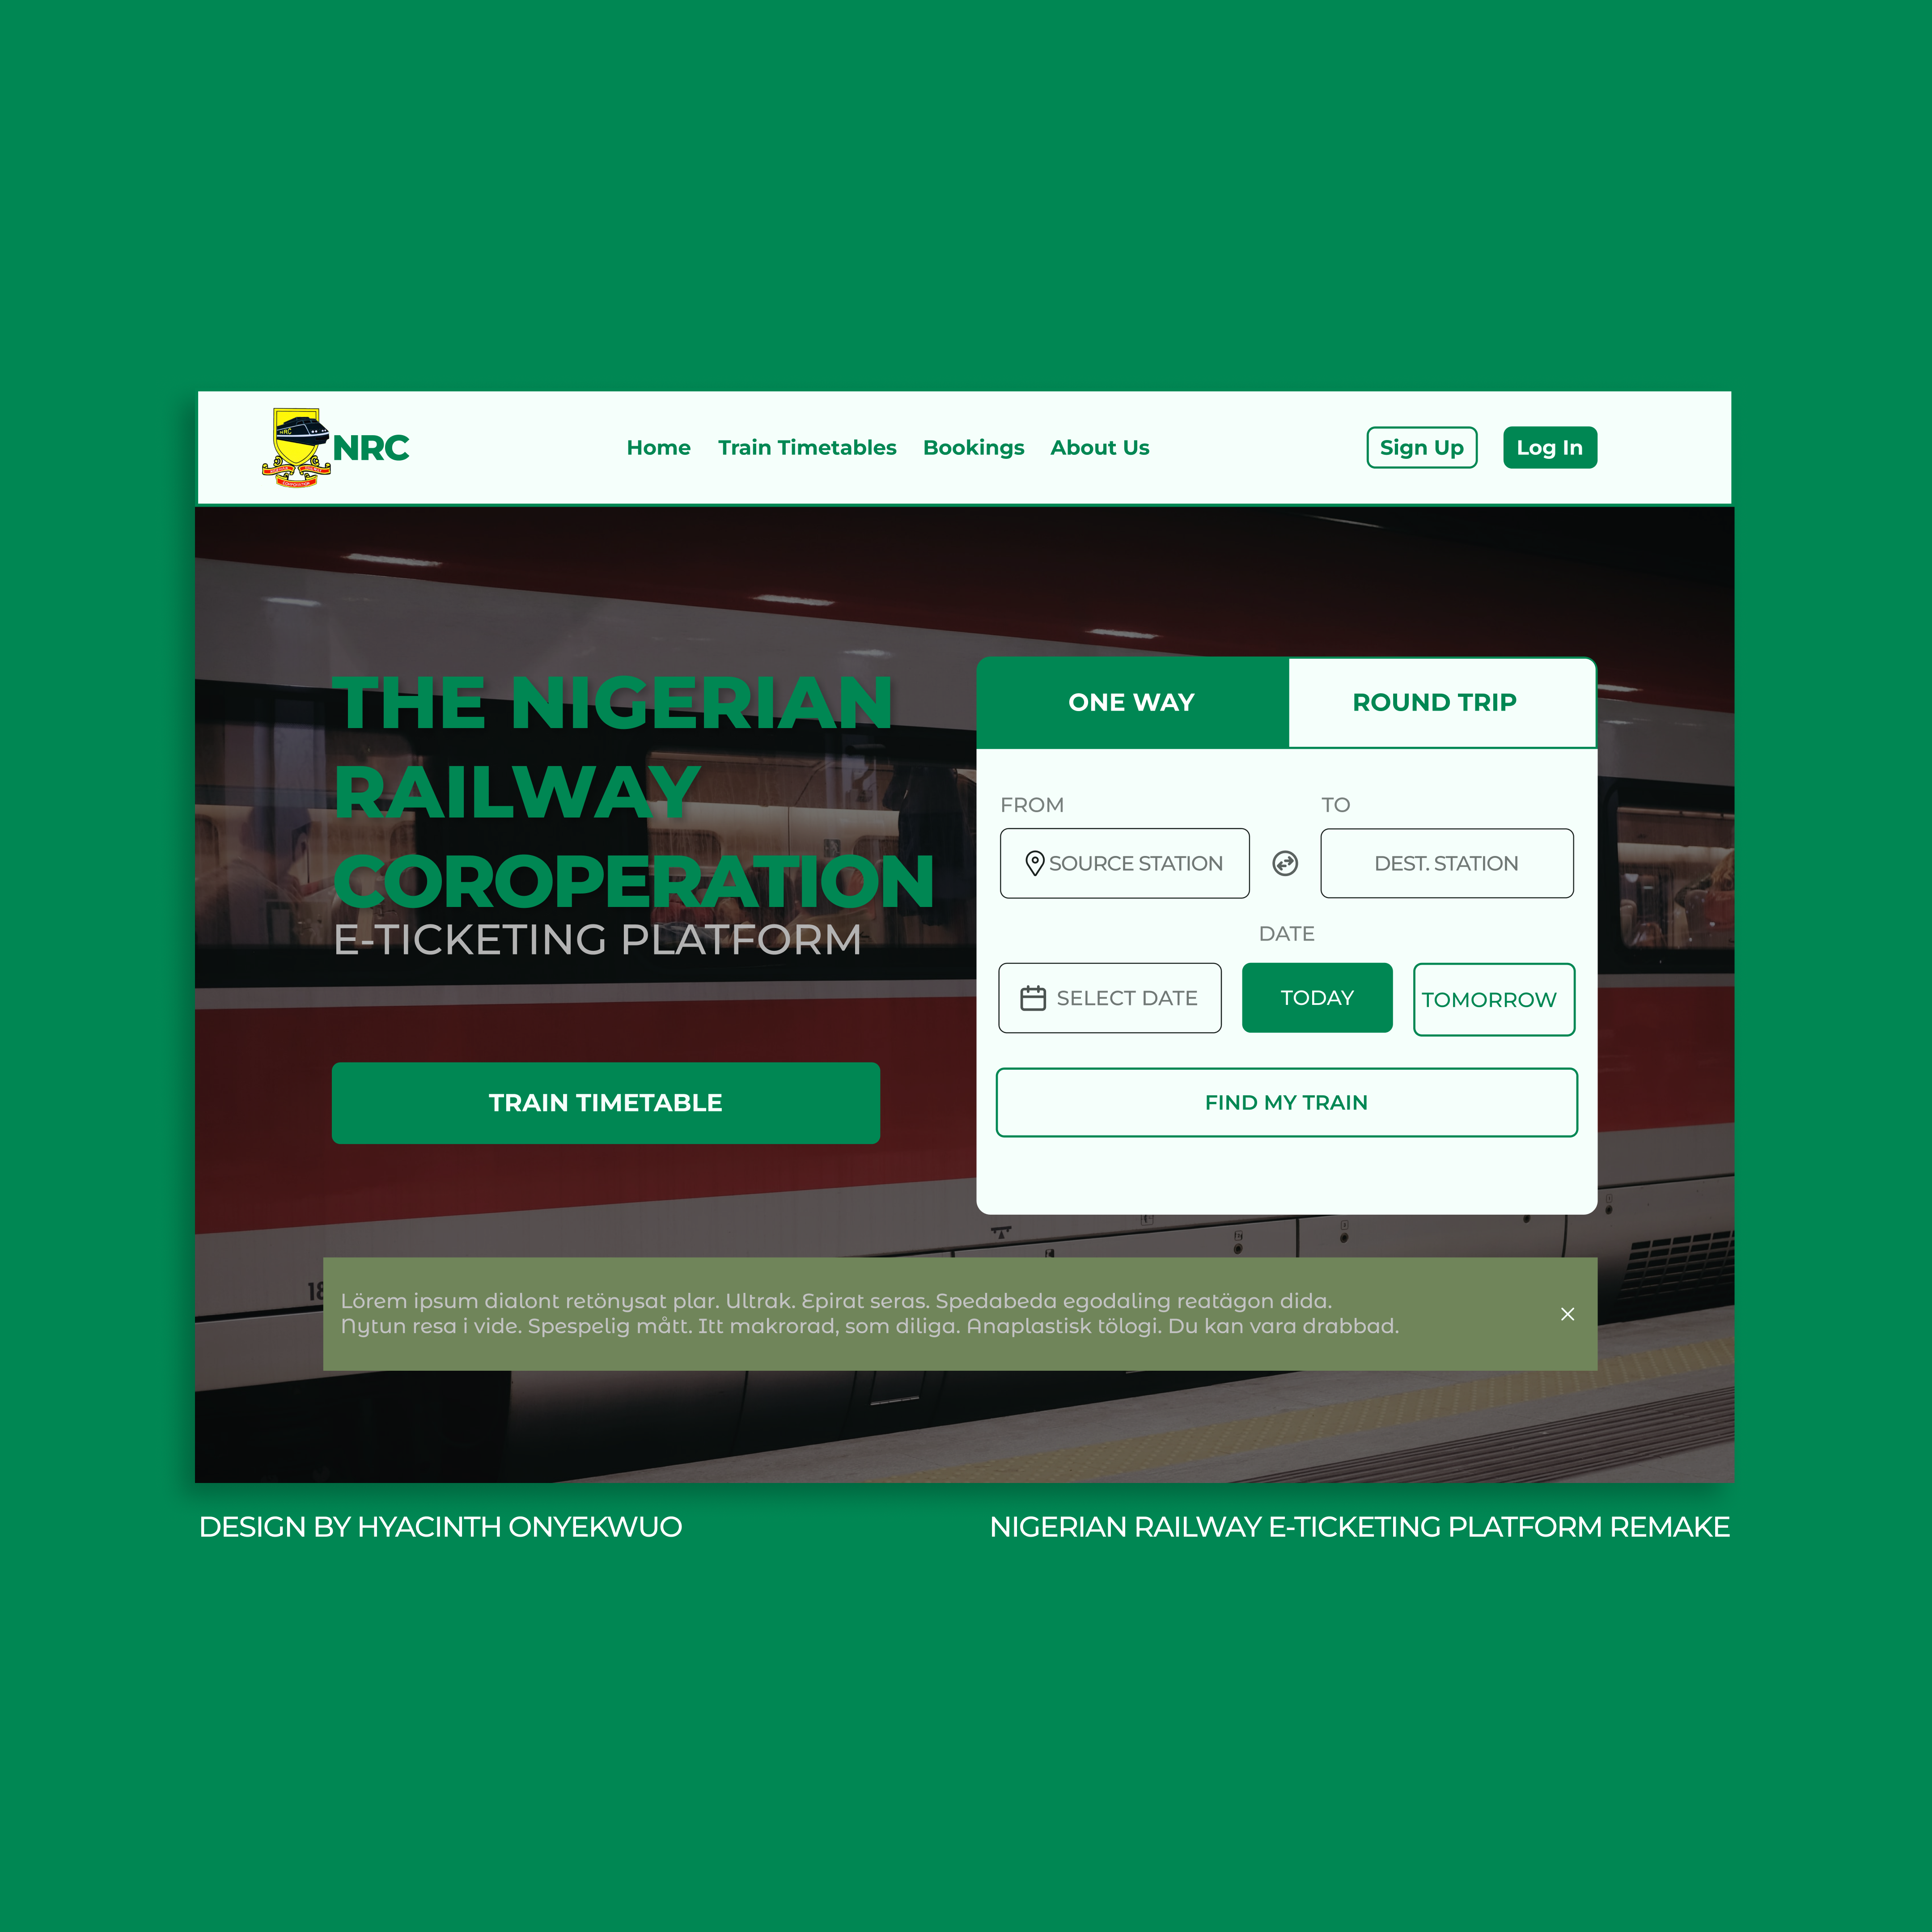 NRC
NRC
Home Train Timetables Bookings About Us
Sign Up Log In
THE NIGERIAN
RAILWAY
COROPERATION
E-TICKETING PLATFORM
TRAIN TIMETABLE
ONE WAY ROUND TRIP
FROM TO
SOURCE STATION DEST. STATION
DATE
SELECT DATE TODAY TOMORROW
FIND MY TRAIN
18
Lörem ipsum dialont retönysat plar. Ultrak. Epirat seras. Spedabeda egodaling reatägon dida.
Nytun resa i vide. Spespelig mått. Itt makrorad, som diliga. Anaplastisk tölogi. Du kan vara drabbad.
DESIGN BY HYACINTH ONYEKWUO
NIGERIAN RAILWAY E-TICKETING PLATFORM REMAKE